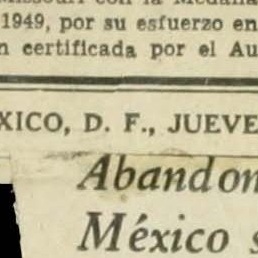 1949, por su esfuerzo en
n certificada por el Au
XICO, D. F., JUEVE
Abandon
México s